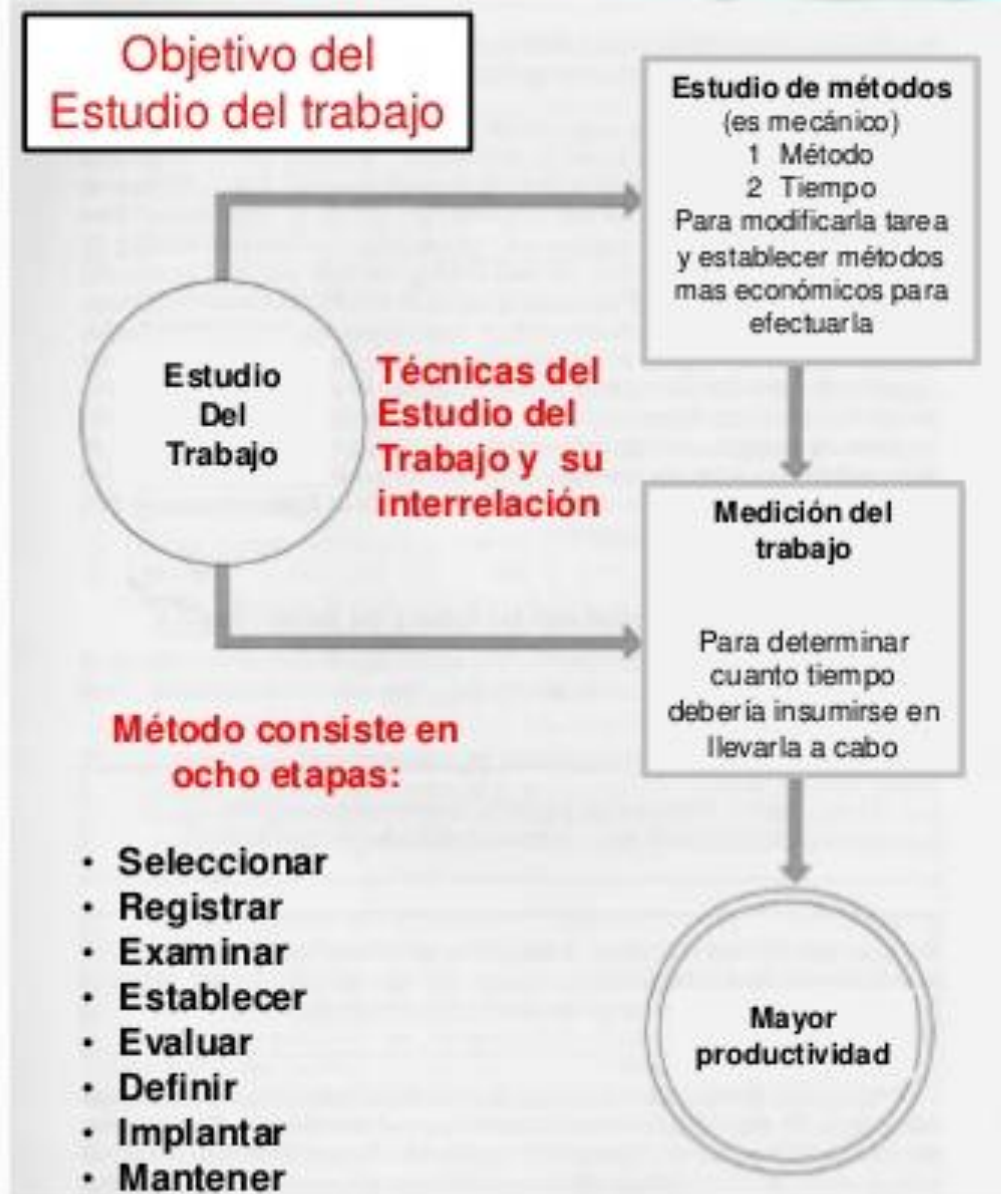 Objetivo del
Estudio del trabajo
Estudio de métodos
(es mecánico)
1 Método
2 Tiempo
Para modificarla tarea
y establecer métodos
mas económicos para
efectuarla
Estudio
Del
Trabajo
Técnicas del
Estudio del
Trabajo y su
interrelación
Medición del
trabajo
Para determinar
cuanto tiempo
debería insumirse en
llevarla a cabo
Método consiste en
ocho etapas:
• Seleccionar
• Registrar
• Examinar
• Establecer
• Evaluar
• Definir
• Implantar
• Mantener
Mayor
productividad